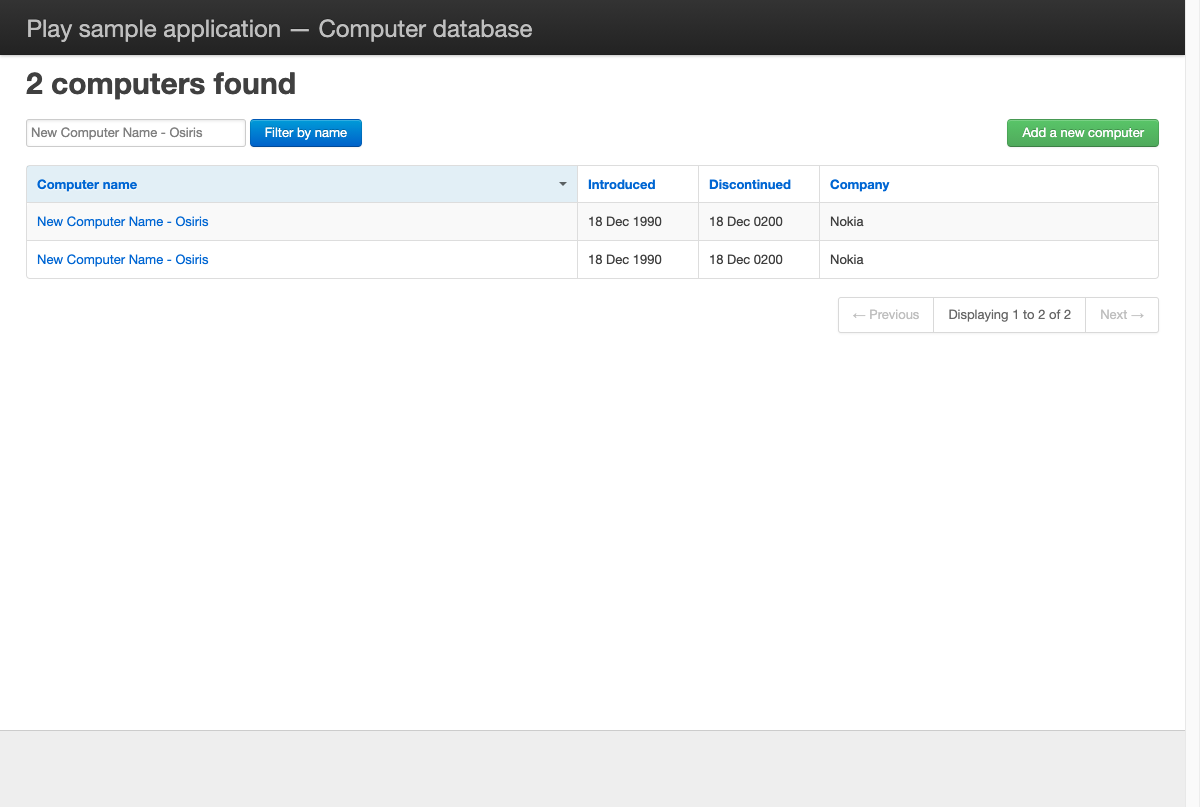 Play sample application — Computer database
2 computers found
New Computer Name - Osiris Filter by name Add a new computer
Computer name Introduced Discontinued Company
New Computer Name - Osiris 18 Dec 1990 18 Dec 0200 Nokia
New Computer Name - Osiris 18 Dec 1990 18 Dec 0200 Nokia
← Previous Displaying 1 to 2 of 2 Next →